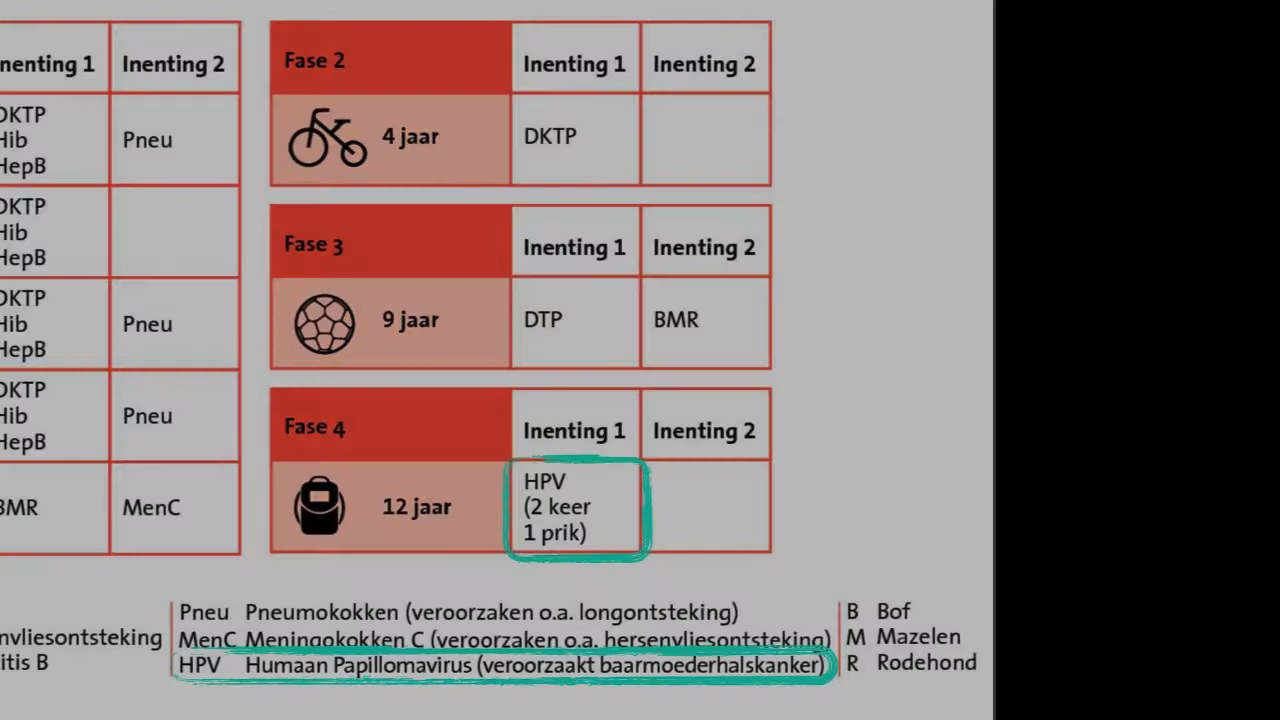 Inenting 1 Inenting 2
DKTP
Hib
HepB
Pneu
DKTP
Hib
HepB
DKTP
Hib
HepB
Pneu
DKTP
Hib
HepB
Pneu
BMR MenC
Fase 2 Inenting 1 Inenting 2
4 jaar DKTP
Fase 3 Inenting 1 Inenting 2
9 jaar DTP BMR
Fase 4 Inenting 1 Inenting 2
12 jaar
HPV
(2 keer
1 prik)
nvliesontsteking
itis B
Pneu Pneumokokken (veroorzaken o.a. longontsteking)
MenC Meningokokken C (veroorzaken o.a. hersenvliesontsteking)
HPV Humaan Papillomavirus (veroorzaakt baarmoederhalskanker)
B Bof
M Mazelen
R Rodehond